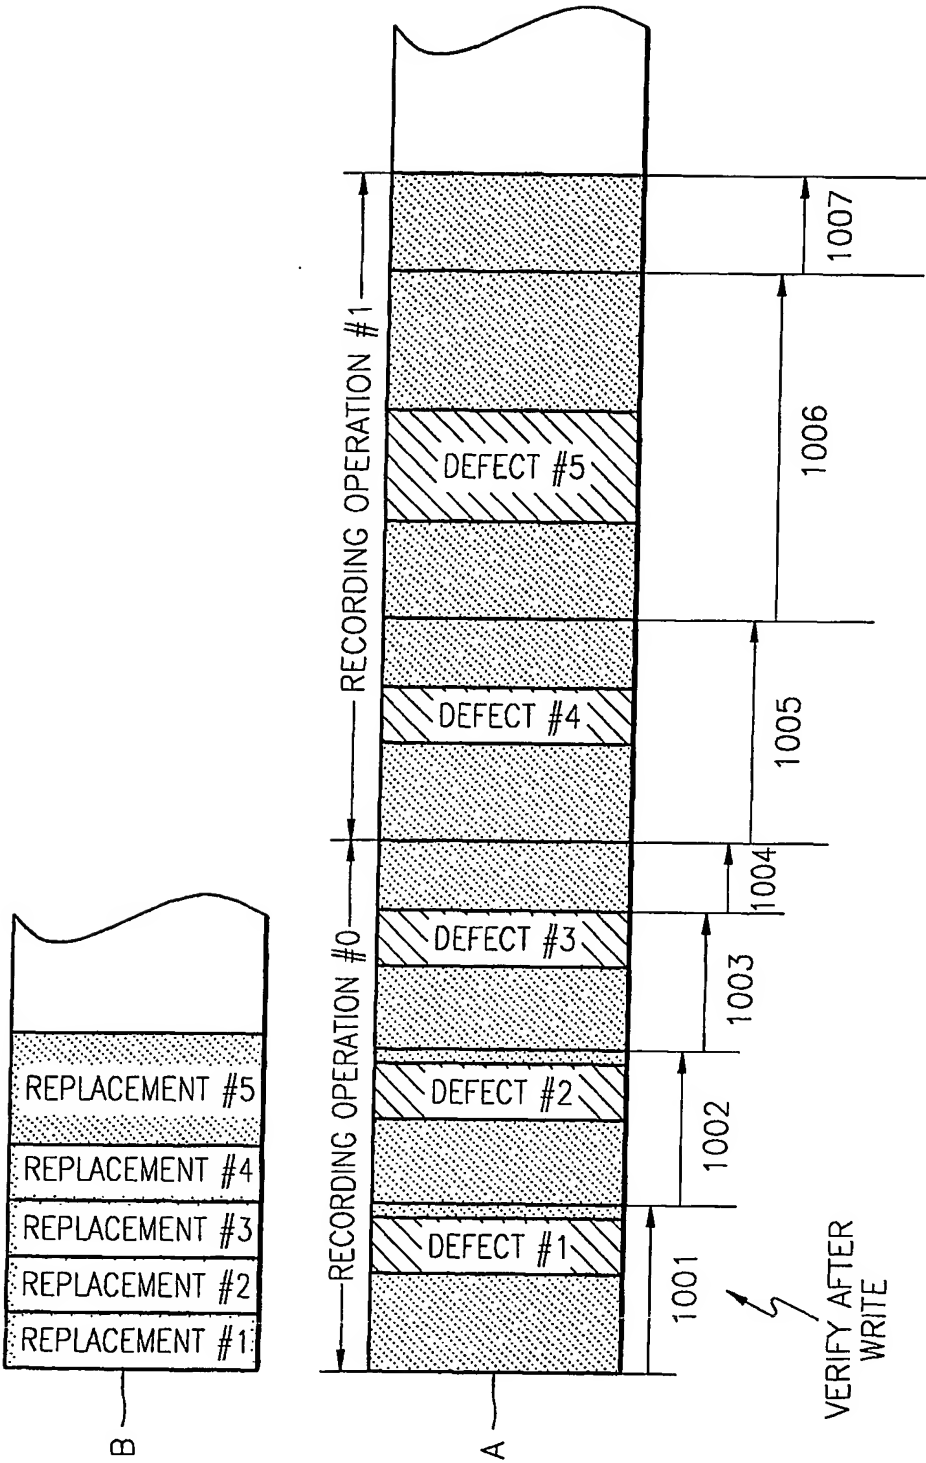 B
REPLACEMENT #1
REPLACEMENT #2
REPLACEMENT #3
REPLACEMENT #4
REPLACEMENT #5
RECORDING OPERATION #0
RECORDING OPERATION #1
A
DEFECT #1
DEFECT #2
DEFECT #3
DEFECT #4
DEFECT #5
1001
1002
1003
1004
1005
1006
1007
VERIFY AFTER
WRITE